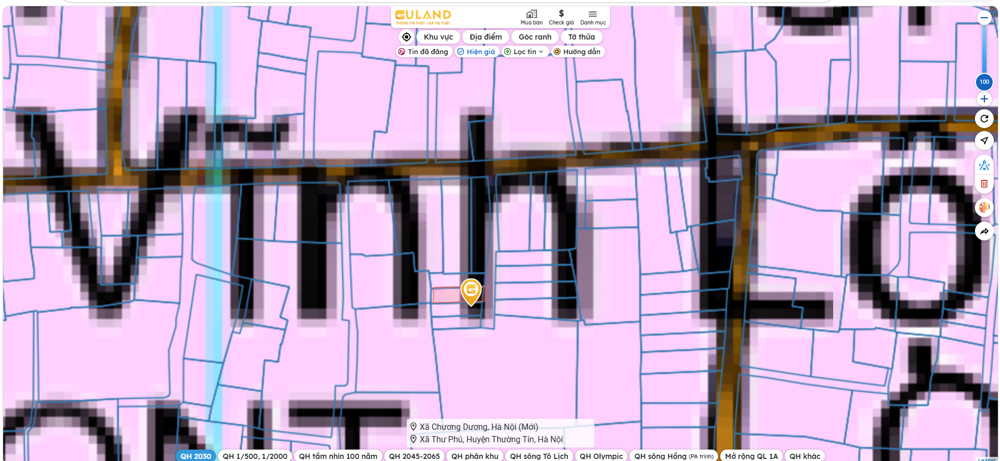 GULAND
THÔNG TIN THẬT - GIÁ TRỊ THẬT
Mua bán
$
Check giá
Danh mục
Khu vực
Địa điểm
Góc ranh
Tờ thửa
Tin đã đăng
Hiện giá
Lọc tin
Hướng dẫn
100
Xã Chương Dương, Hà Nội (Mới)
Xã Thư Phú, Huyện Thường Tín, Hà Nội
QH 2030
QH 1/500, 1/2000
QH tầm nhìn 100 năm
QH 2045-2065
QH phân khu
QH sông Tô Lịch
QH Olympic
QH sông Hồng (PA trình)
Mở rộng QL 1A
QH khác
Leaflet